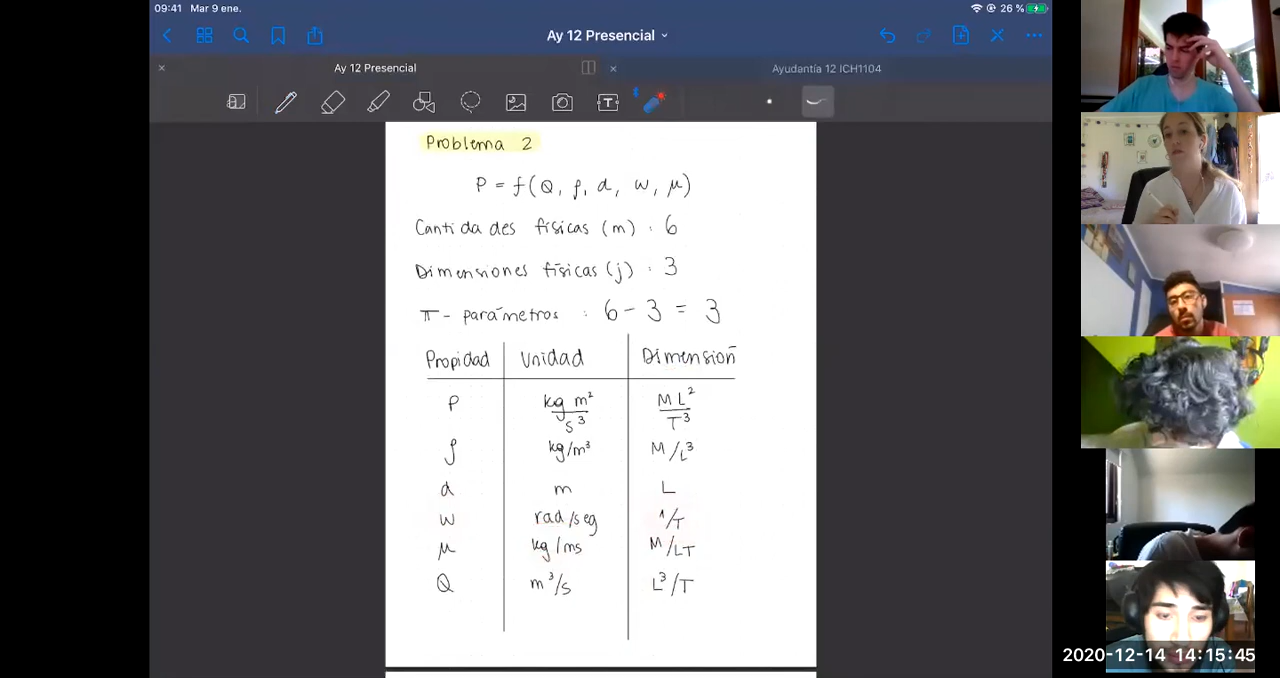 09:41 Mar 9 ene.
26 %
Ay 12 Presencial
Ay 12 Presencial
Ayudantía 12 ICH1104
Problema 2
P = f(Q, ρ, d, w, μ)
Cantidades físicas (m) : 6
Dimensiones físicas (j) : 3
π - parámetros : 6 - 3 = 3
Propidad Unidad Dimensión
P kg m²/s³ ML²/T³
ρ kg/m³ M/L³
d m L
w rad/seg 1/T
μ kg/ms M/LT
Q m³/s L³/T
2020-12-14 14:15:45